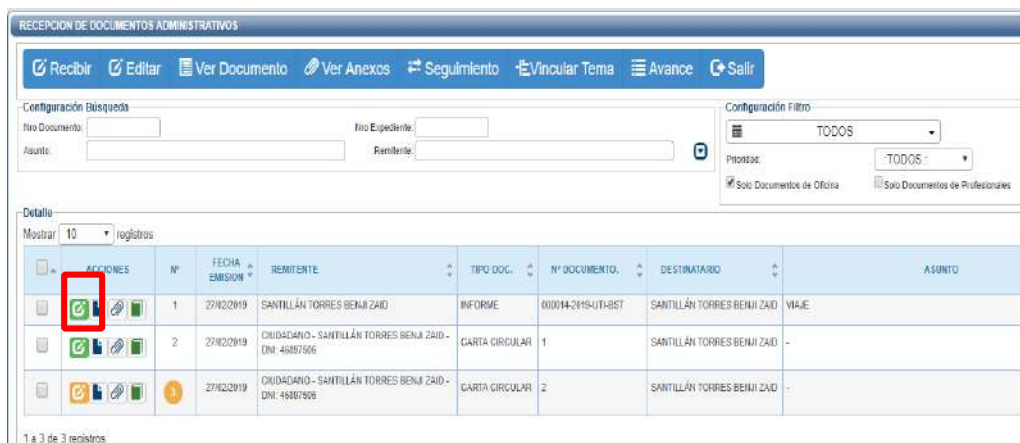 RECEPCION DE DOCUMENTOS ADMINISTRATIVOS
Recibir Editar Ver Documento Ver Anexos Seguimiento Vincular Tema Avance Salir
Configuración Búsqueda
Nro Documento: Nro Expediente:
Asunto: Remitente:
Configuración Filtro
TODOS
Prioridad: .:TODOS:.
Solo Documentos de Oficina Solo Documentos de Profesionales
Detalle
Mostrar 10 registros
ACCIONES Nº FECHA EMISION REMITENTE TIPO DOC. Nº DOCUMENTO. DESTINATARIO ASUNTO
1 27/02/2019 SANTILLÁN TORRES BENJI ZAID INFORME 000014-2019-UTI-BST SANTILLÁN TORRES BENJI ZAID VIAJE
2 27/02/2019 CIUDADANO - SANTILLÁN TORRES BENJI ZAID - DNI: 46897506 CARTA CIRCULAR 1 SANTILLÁN TORRES BENJI ZAID -
3 27/02/2019 CIUDADANO - SANTILLÁN TORRES BENJI ZAID - DNI: 46897506 CARTA CIRCULAR 2 SANTILLÁN TORRES BENJI ZAID -
1 a 3 de 3 registros